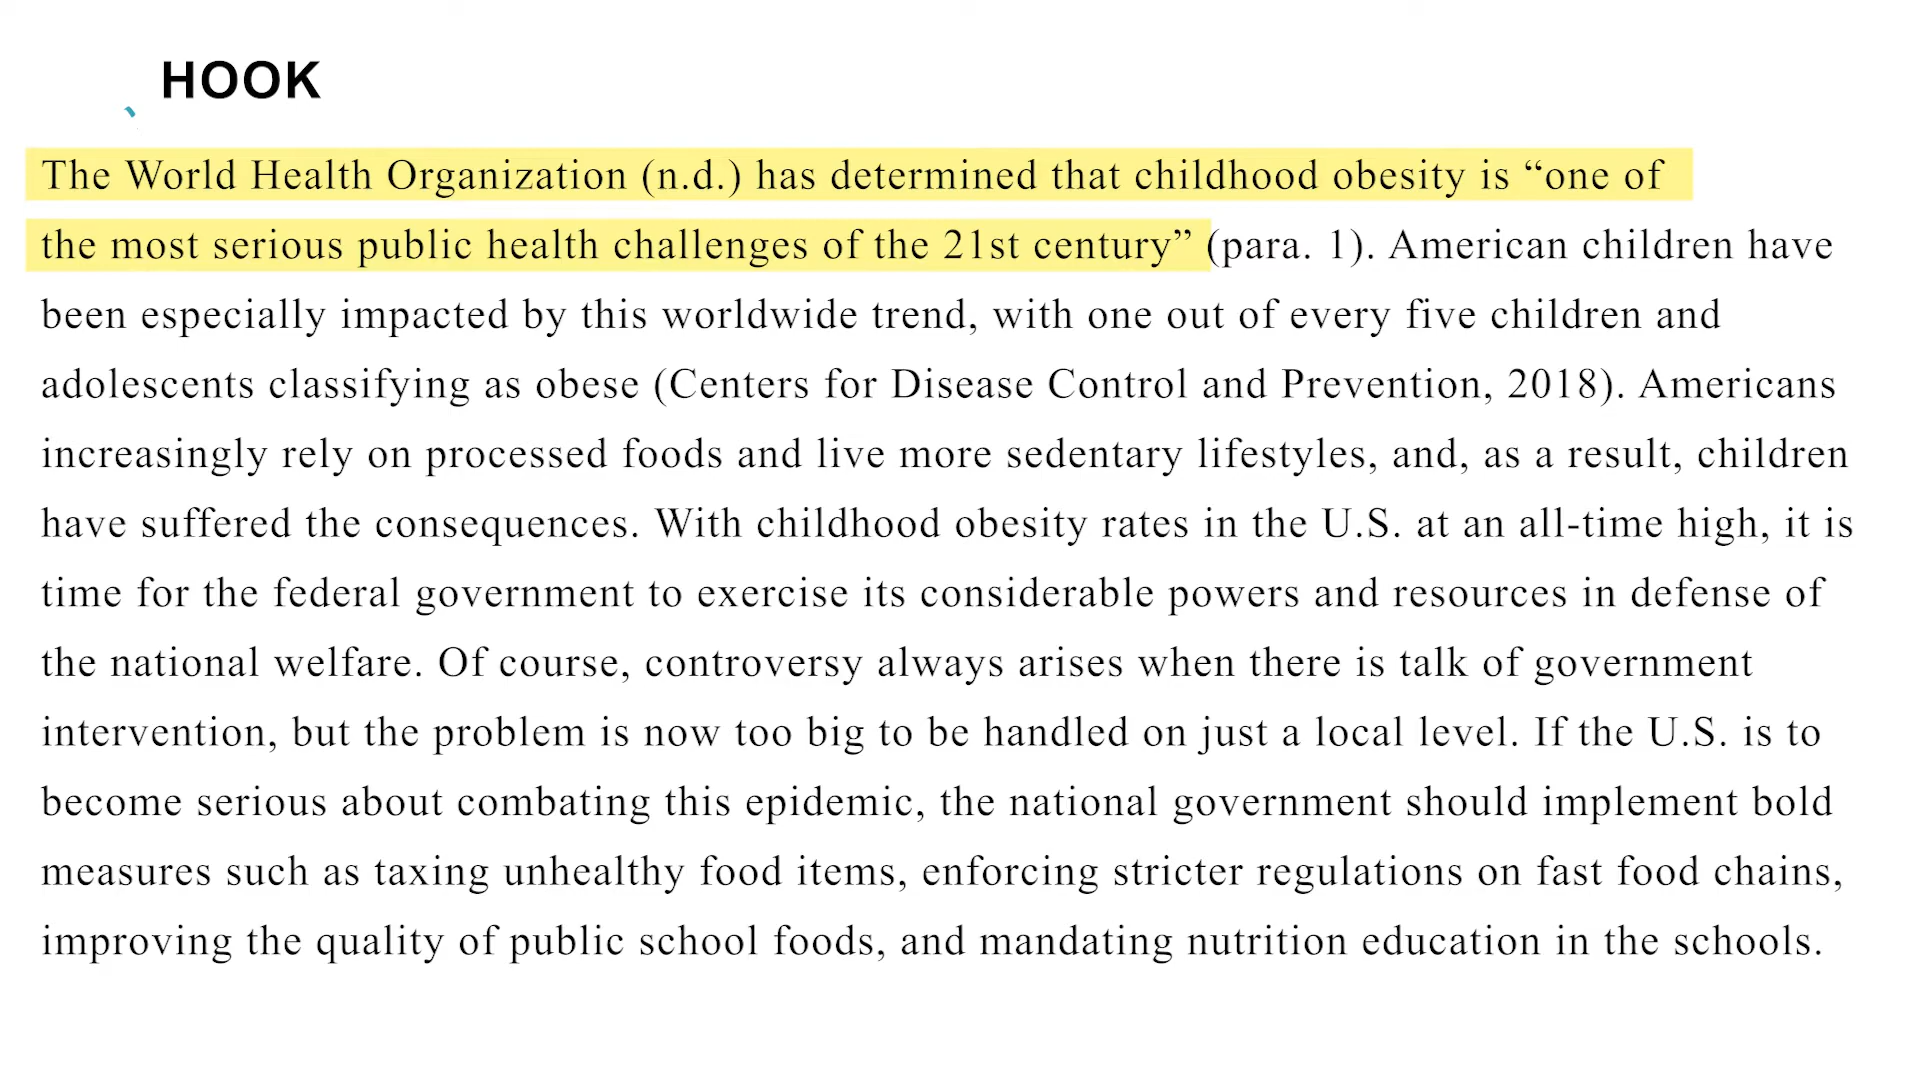 HOOK
The World Health Organization (n.d.) has determined that childhood obesity is “one of
the most serious public health challenges of the 21st century” (para. 1). American children have
been especially impacted by this worldwide trend, with one out of every five children and
adolescents classifying as obese (Centers for Disease Control and Prevention, 2018). Americans
increasingly rely on processed foods and live more sedentary lifestyles, and, as a result, children
have suffered the consequences. With childhood obesity rates in the U.S. at an all-time high, it is
time for the federal government to exercise its considerable powers and resources in defense of
the national welfare. Of course, controversy always arises when there is talk of government
intervention, but the problem is now too big to be handled on just a local level. If the U.S. is to
become serious about combating this epidemic, the national government should implement bold
measures such as taxing unhealthy food items, enforcing stricter regulations on fast food chains,
improving the quality of public school foods, and mandating nutrition education in the schools.